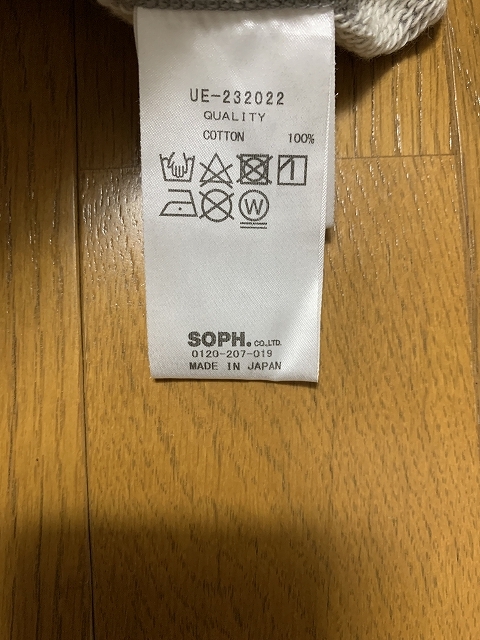 UE-232022
QUALITY
COTTON 100%
W
SOPH. CO.,LTD.
0120-207-019
MADE IN JAPAN